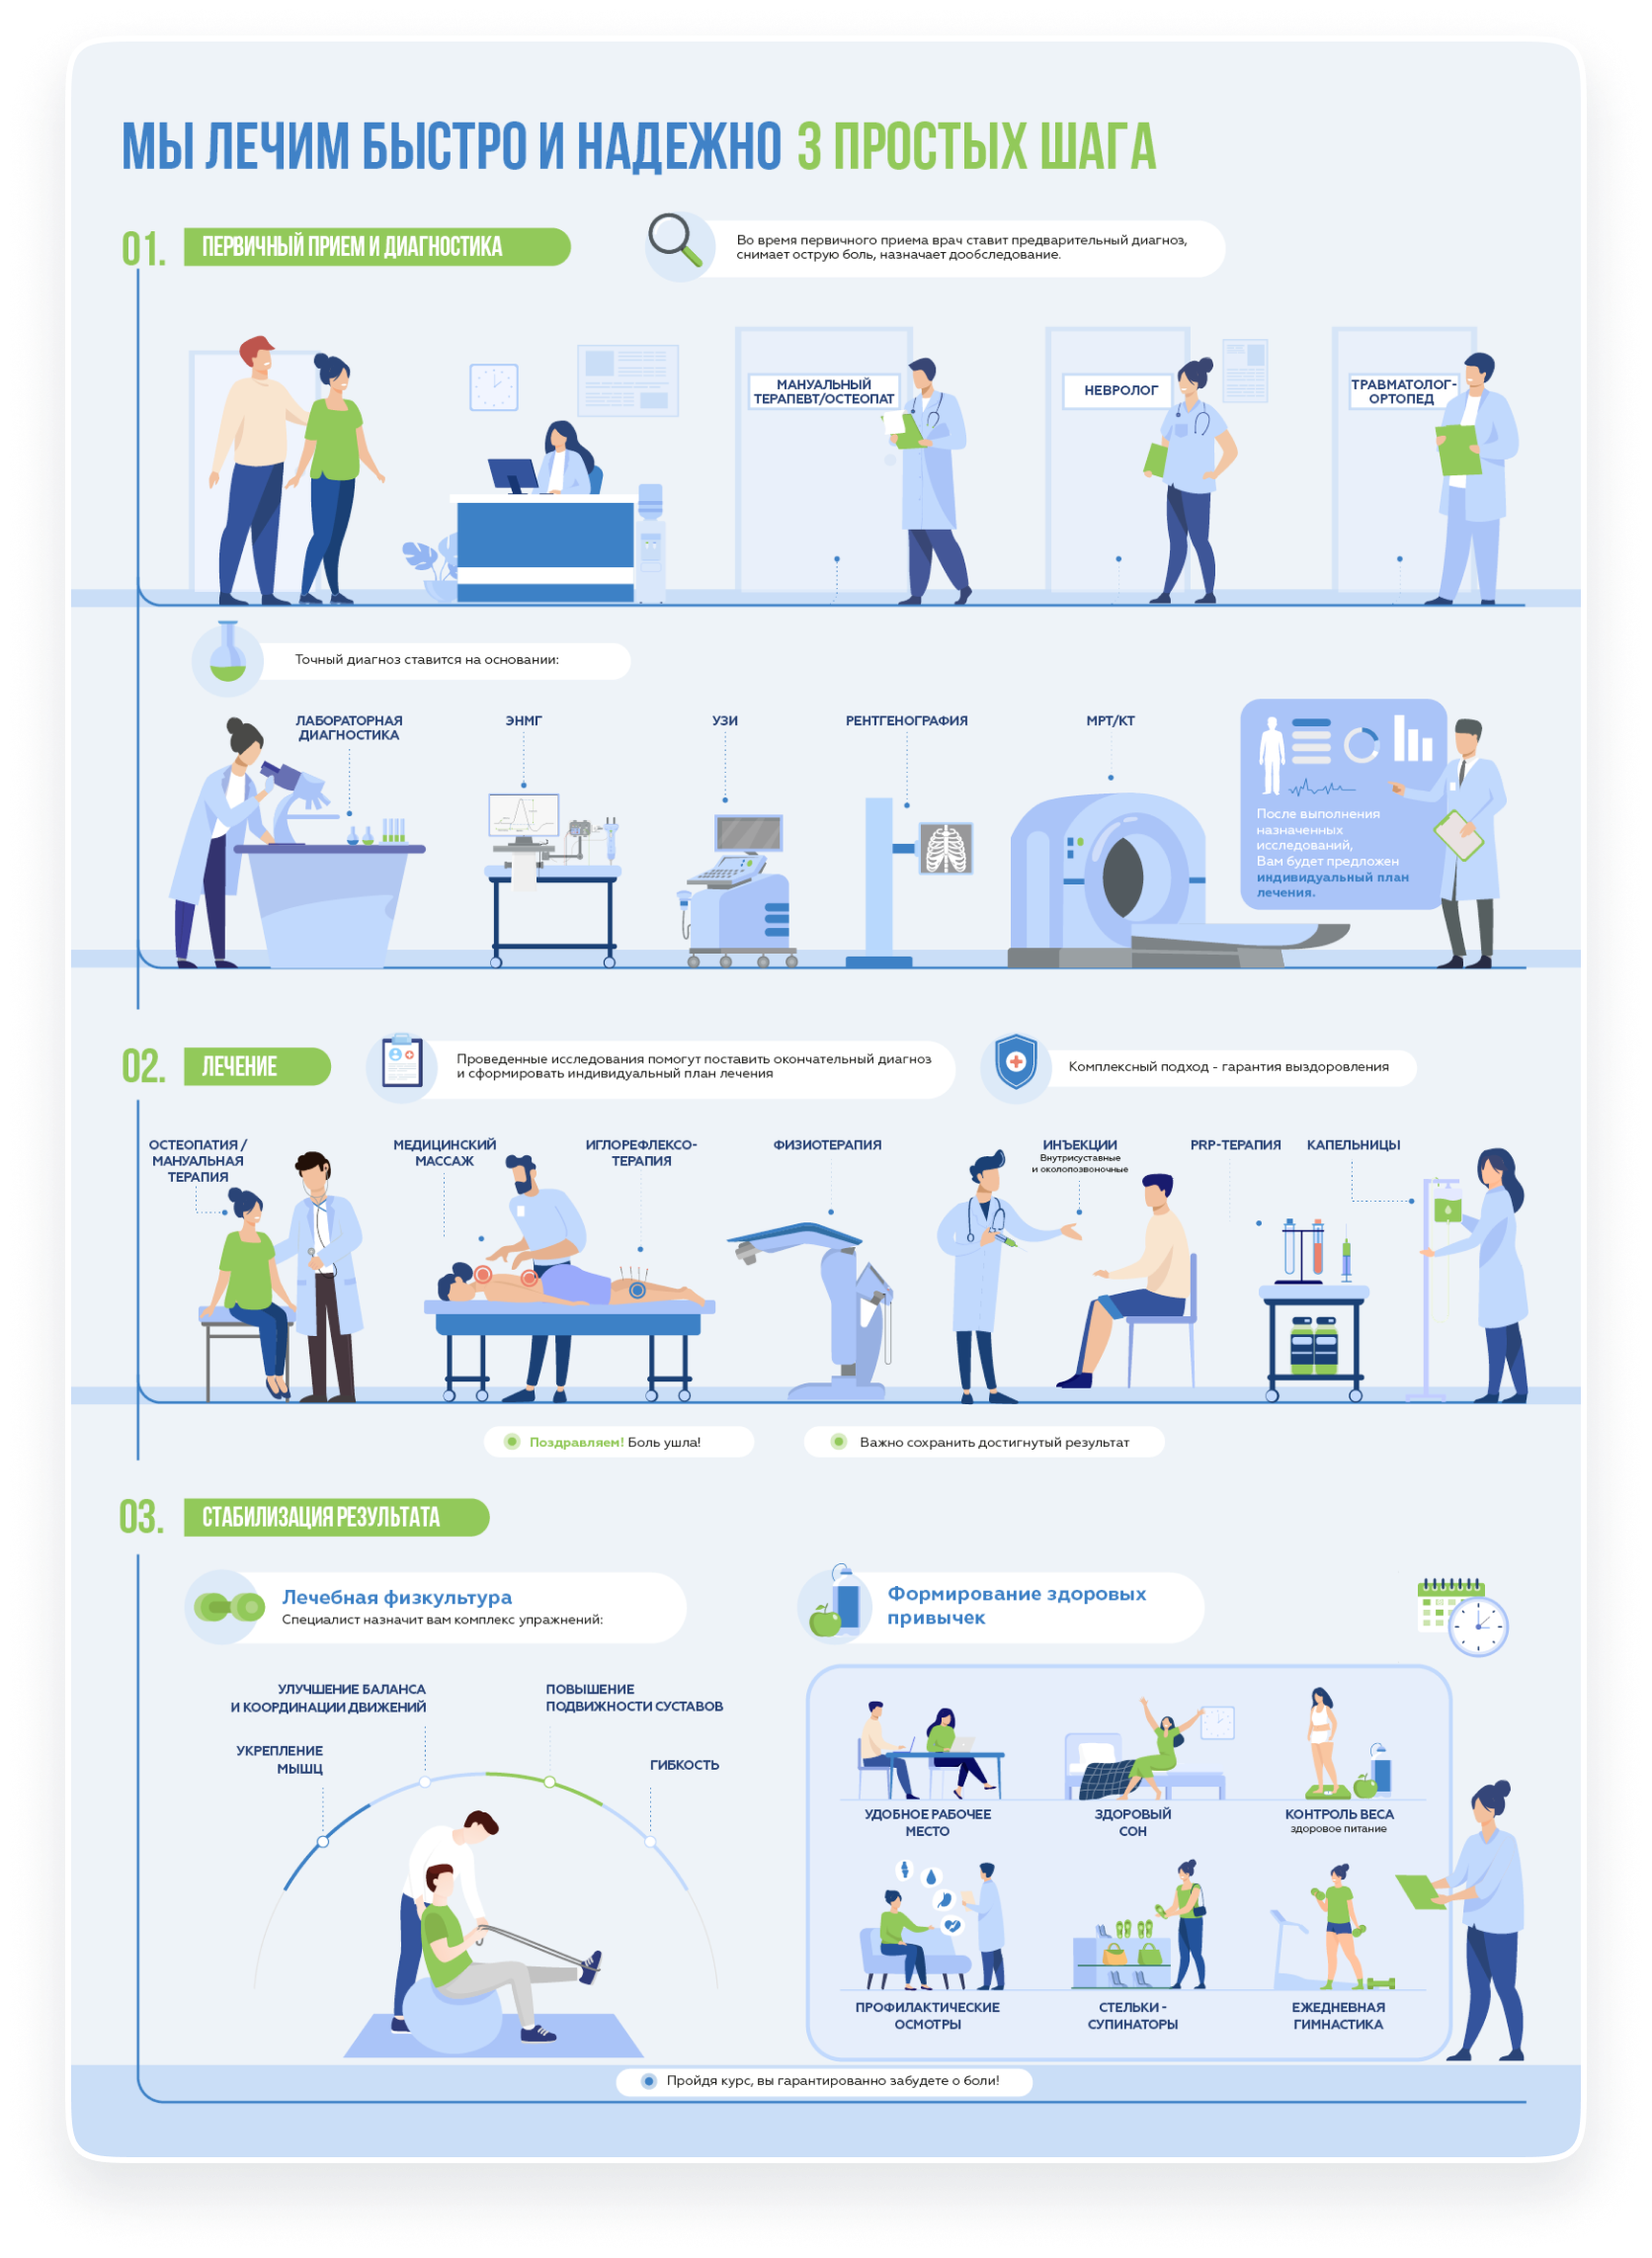 МЫ ЛЕЧИМ БЫСТРО И НАДЕЖНО 3 ПРОСТЫХ ШАГА
01. ПЕРВИЧНЫЙ ПРИЕМ И ДИАГНОСТИКА
Во время первичного приема врач ставит предварительный диагноз,
снимает острую боль, назначает дообследование.
МАНУАЛЬНЫЙ
ТЕРАПЕВТ/ОСТЕОПАТ
НЕВРОЛОГ
ТРАВМАТОЛОГ-
ОРТОПЕД
Точный диагноз ставится на основании:
ЛАБОРАТОРНАЯ
ДИАГНОСТИКА
ЭНМГ
УЗИ
РЕНТГЕНОГРАФИЯ
МРТ/КТ
После выполнения
назначенных
исследований,
Вам будет предложен
индивидуальный план
лечения.
02. ЛЕЧЕНИЕ
Проведенные исследования помогут поставить окончательный диагноз
и сформировать индивидуальный план лечения
Комплексный подход - гарантия выздоровления
ОСТЕОПАТИЯ /
МАНУАЛЬНАЯ
ТЕРАПИЯ
МЕДИЦИНСКИЙ
МАССАЖ
ИГЛОРЕФЛЕКСО-
ТЕРАПИЯ
ФИЗИОТЕРАПИЯ
ИНЪЕКЦИИ
Внутрисуставные
и околопозвоночные
PRP-ТЕРАПИЯ
КАПЕЛЬНИЦЫ
Поздравляем! Боль ушла!
Важно сохранить достигнутый результат
03. СТАБИЛИЗАЦИЯ РЕЗУЛЬТАТА
Лечебная физкультура
Специалист назначит вам комплекс упражнений:
Формирование здоровых
привычек
УЛУЧШЕНИЕ БАЛАНСА
И КООРДИНАЦИИ ДВИЖЕНИЙ
ПОВЫШЕНИЕ
ПОДВИЖНОСТИ СУСТАВОВ
УКРЕПЛЕНИЕ
МЫШЦ
ГИБКОСТЬ
УДОБНОЕ РАБОЧЕЕ
МЕСТО
ЗДОРОВЫЙ
СОН
КОНТРОЛЬ ВЕСА
здоровое питание
ПРОФИЛАКТИЧЕСКИЕ
ОСМОТРЫ
СТЕЛЬКИ -
СУПИНАТОРЫ
ЕЖЕДНЕВНАЯ
ГИМНАСТИКА
Пройдя курс, вы гарантированно забудете о боли!